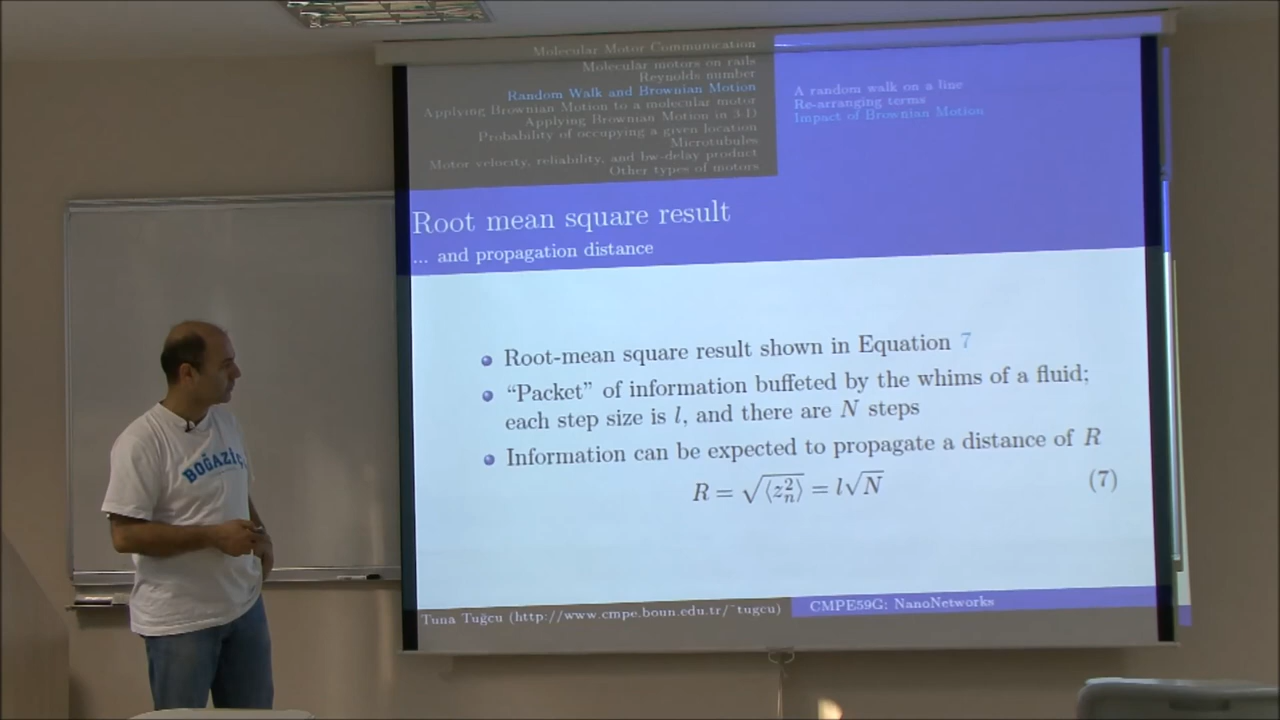 Molecular Motor Communication
Molecular motors on rails
Reynolds number
Random Walk and Brownian Motion
Applying Brownian Motion to a molecular motor
Applying Brownian Motion in 3-D
Probability of occupying a given location
Microtubules
Motor velocity, reliability, and bw-delay product
Other types of motors
A random walk on a line
Re-arranging terms
Impact of Brownian Motion
Root mean square result
... and propagation distance
Root-mean square result shown in Equation 7
“Packet” of information buffeted by the whims of a fluid;
each step size is l, and there are N steps
Information can be expected to propagate a distance of R
R = √⟨z²ₙ⟩ = l√N (7)
Tuna Tuğcu (http://www.cmpe.boun.edu.tr/~tugcu)
CMPE59G: NanoNetworks
BOĞAZİÇ